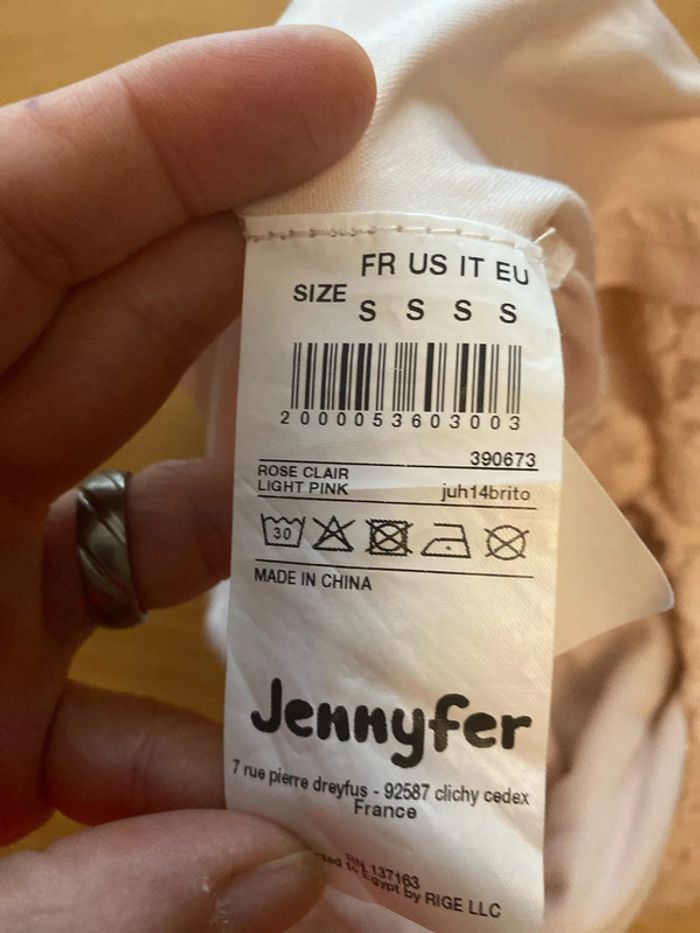 FR US IT EU
SIZE S S S S
2000053603003
390673
ROSE CLAIR
LIGHT PINK juh14brito
30
MADE IN CHINA
Jennyfer
7 rue pierre dreyfus - 92587 clichy cedex
France
137163
Egypt by RIGE LLC